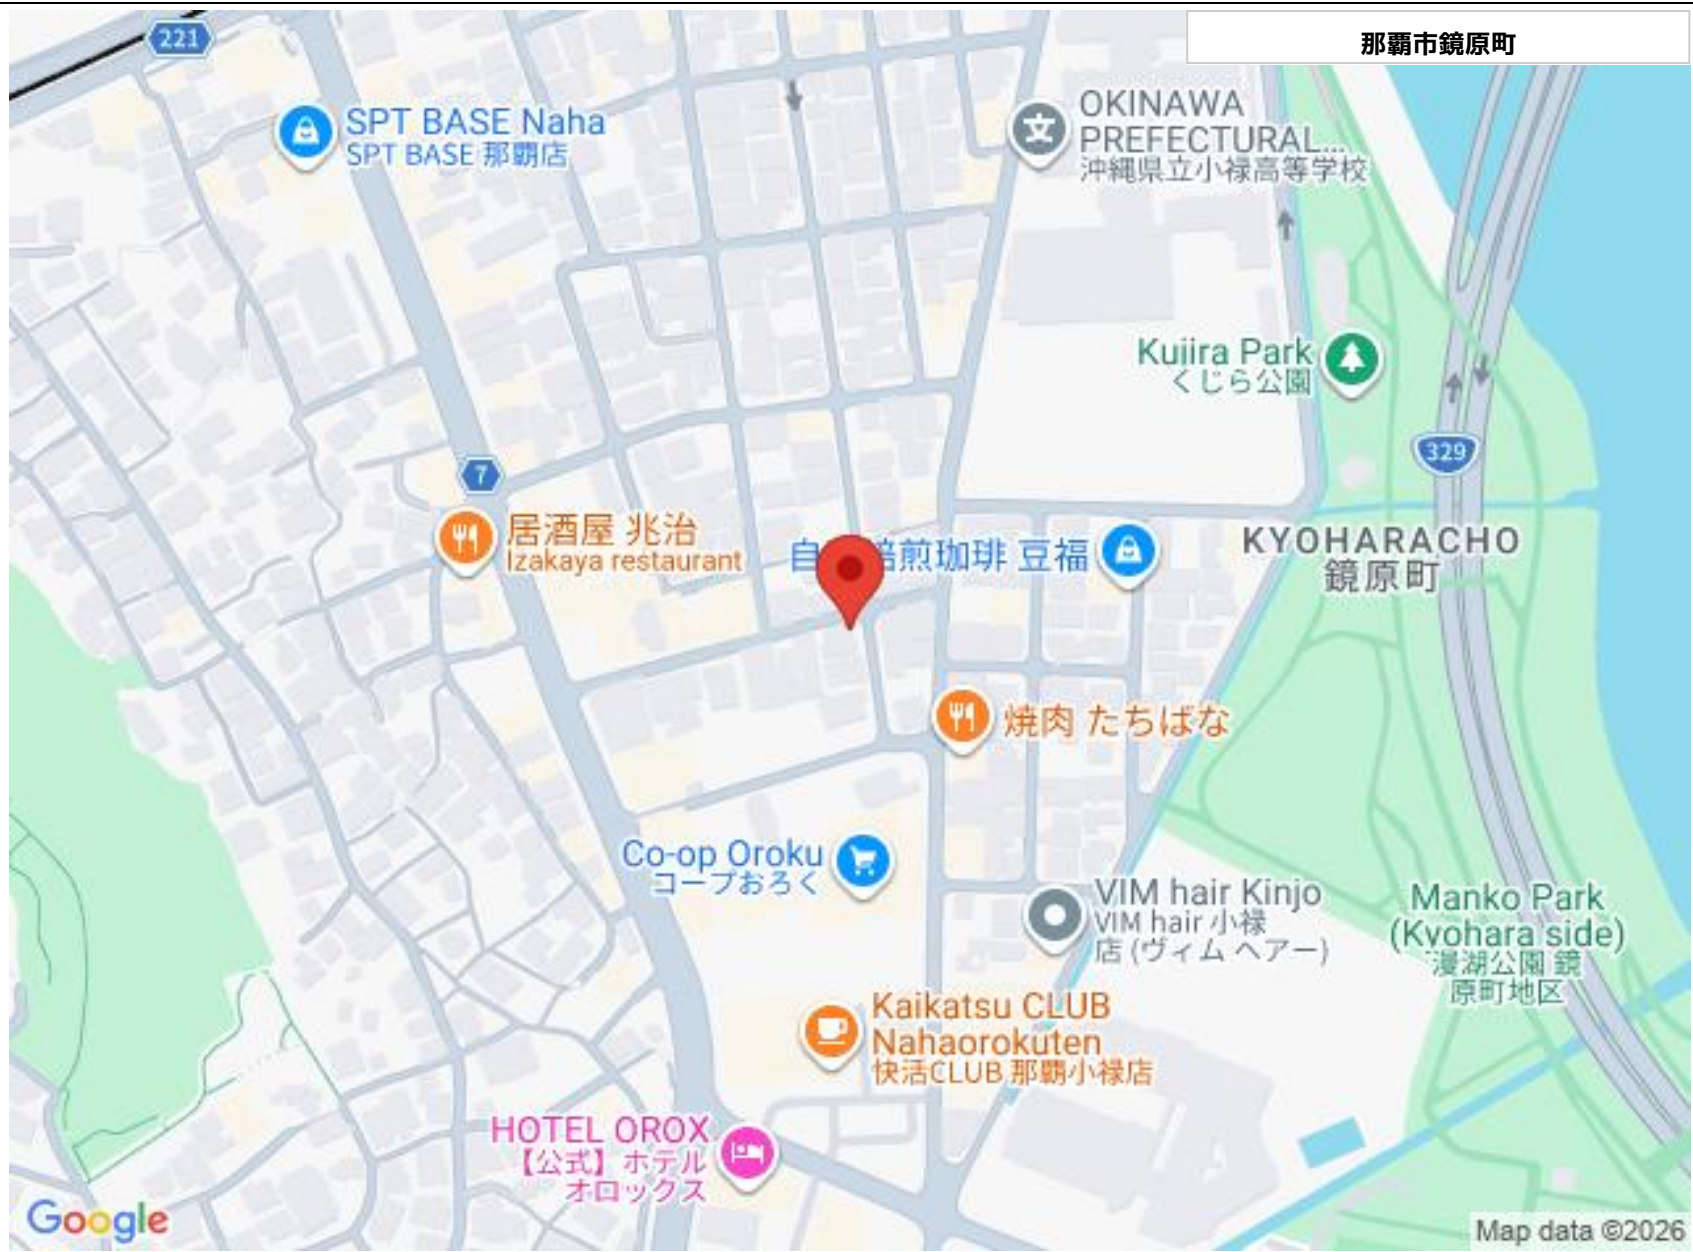 那覇市鏡原町
221
SPT BASE Naha
SPT BASE 那覇店
OKINAWA
PREFECTURAL...
沖縄県立小禄高等学校
Kujira Park
くじら公園
329
7
居酒屋 兆治
Izakaya restaurant
自
焙煎珈琲 豆福
KYOHARACHO
鏡原町
焼肉 たちばな
Co-op Oroku
コープおろく
VIM hair Kinjo
VIM hair 小禄
店 (ヴィム ヘアー)
Manko Park
(Kyohara side)
漫湖公園 鏡
原町地区
Kaikatsu CLUB
Nahaorokuten
快活CLUB 那覇小禄店
HOTEL OROX
【公式】ホテル
オロックス
Google
Map data ©2026